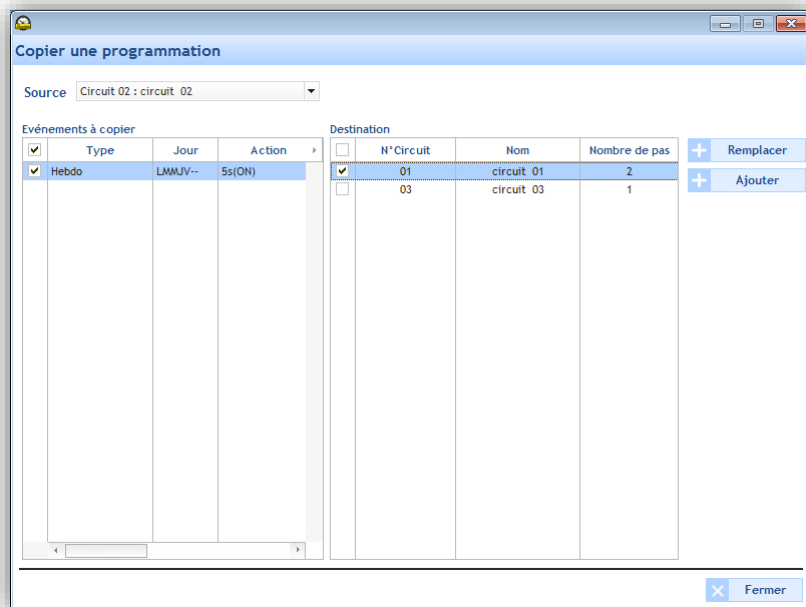 Copier une programmation
Source Circuit 02 : circuit 02
Evénements à copier
Type Jour Action
Hebdo LMMJV-- 5s(ON)
Destination
N°Circuit Nom Nombre de pas
01 circuit 01 2
03 circuit 03 1
Remplacer
Ajouter
Fermer